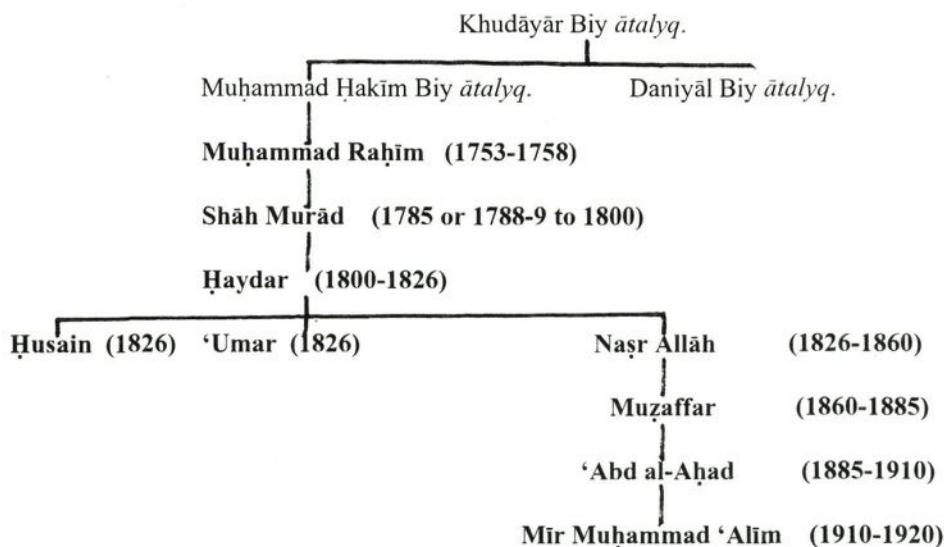 Khudāyār Biy ātalyq.
Muḥammad Ḥakīm Biy ātalyq. Daniyāl Biy ātalyq.
Muḥammad Raḥīm (1753-1758)
Shāh Murād (1785 or 1788-9 to 1800)
Ḥaydar (1800-1826)
Ḥusain (1826) ‘Umar (1826) Naṣr Allāh (1826-1860)
Muẓaffar (1860-1885)
‘Abd al-Aḥad (1885-1910)
Mīr Muḥammad ‘Alīm (1910-1920)